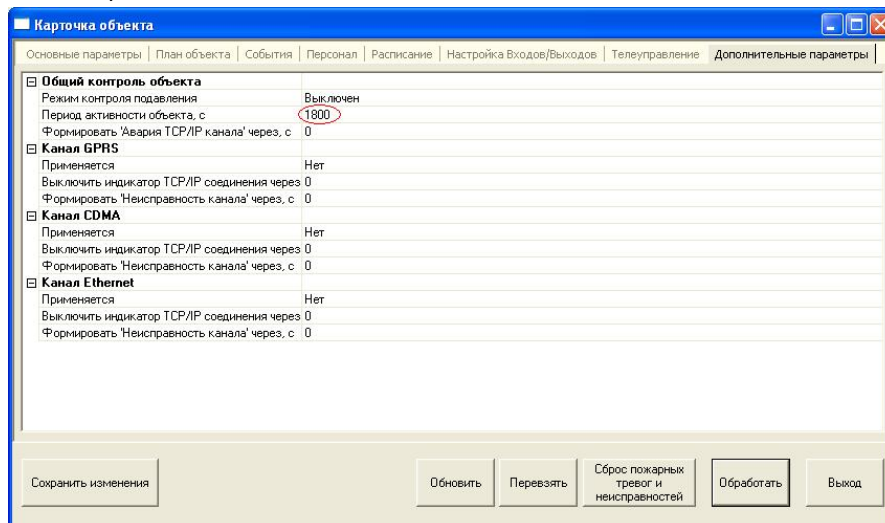 Карточка объекта
Основные параметры План объекта События Персонал Расписание Настройка Входов/Выходов Телеуправление Дополнительные параметры
Общий контроль объекта
Режим контроля подавления Выключен
Период активности объекта, с 1800
Формировать 'Авария TCP/IP канала' через, с 0
Канал GPRS
Применяется Нет
Выключить индикатор TCP/IP соединения через 0
Формировать 'Неисправность канала' через, с 0
Канал CDMA
Применяется Нет
Выключить индикатор TCP/IP соединения через 0
Формировать 'Неисправность канала' через, с 0
Канал Ethernet
Применяется Нет
Выключить индикатор TCP/IP соединения через 0
Формировать 'Неисправность канала' через, с 0
Сохранить изменения
Обновить
Перевзять
Сброс пожарных
тревог и
неисправностей
Обработать
Выход